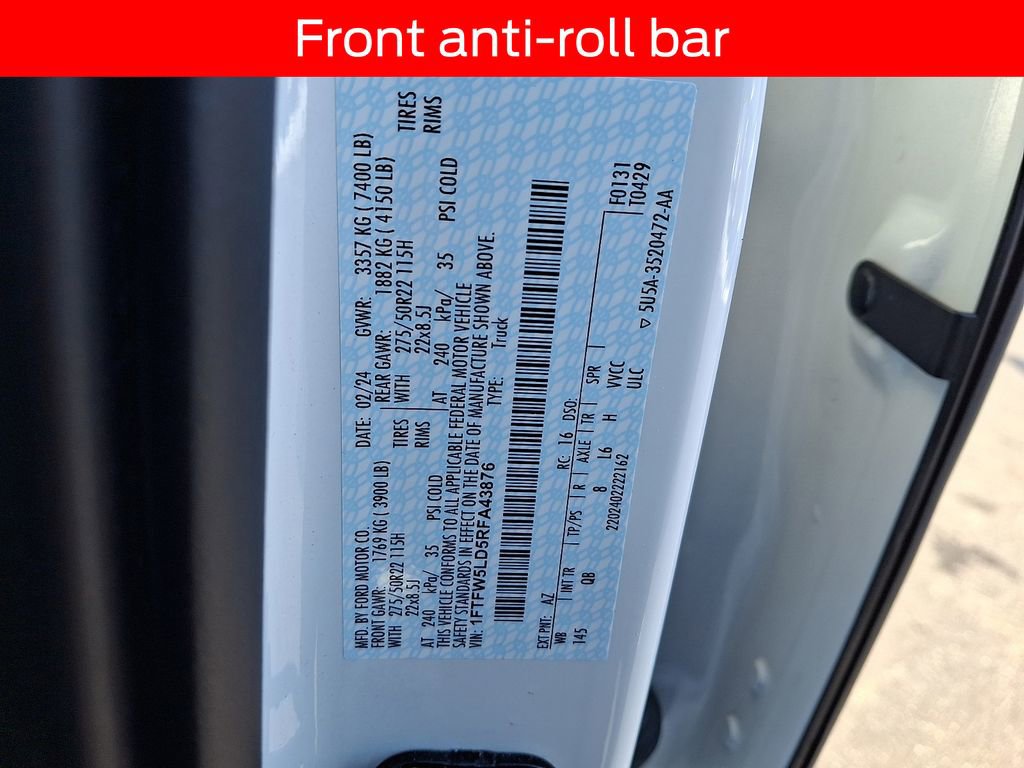 Front anti-roll bar
MFD. BY FORD MOTOR CO.
DATE: 02/24 GVWR: 3357 KG ( 7400 LB)
FRONT GAWR: 1769 KG ( 3900 LB) REAR GAWR: 1882 KG ( 4150 LB)
WITH 275/50R22 115H TIRES WITH 275/50R22 115H TIRES
22x8.5J RIMS 22x8.5J RIMS
AT 240 kPa/ 35 PSI COLD AT 240 kPa/ 35 PSI COLD
THIS VEHICLE CONFORMS TO ALL APPLICABLE FEDERAL MOTOR VEHICLE
SAFETY STANDARDS IN EFFECT ON THE DATE OF MANUFACTURE SHOWN ABOVE.
VIN: 1FTFW5LD5RFA43876 TYPE: Truck
EXT PNT: AZ RC: 16 DSO: F0131
WB INT TR TP/PS R AXLE TR SPR T0429
145 QB 8 L6 H VVCC
2202402222162 ULC
▽ 5U5A-3520472-AA